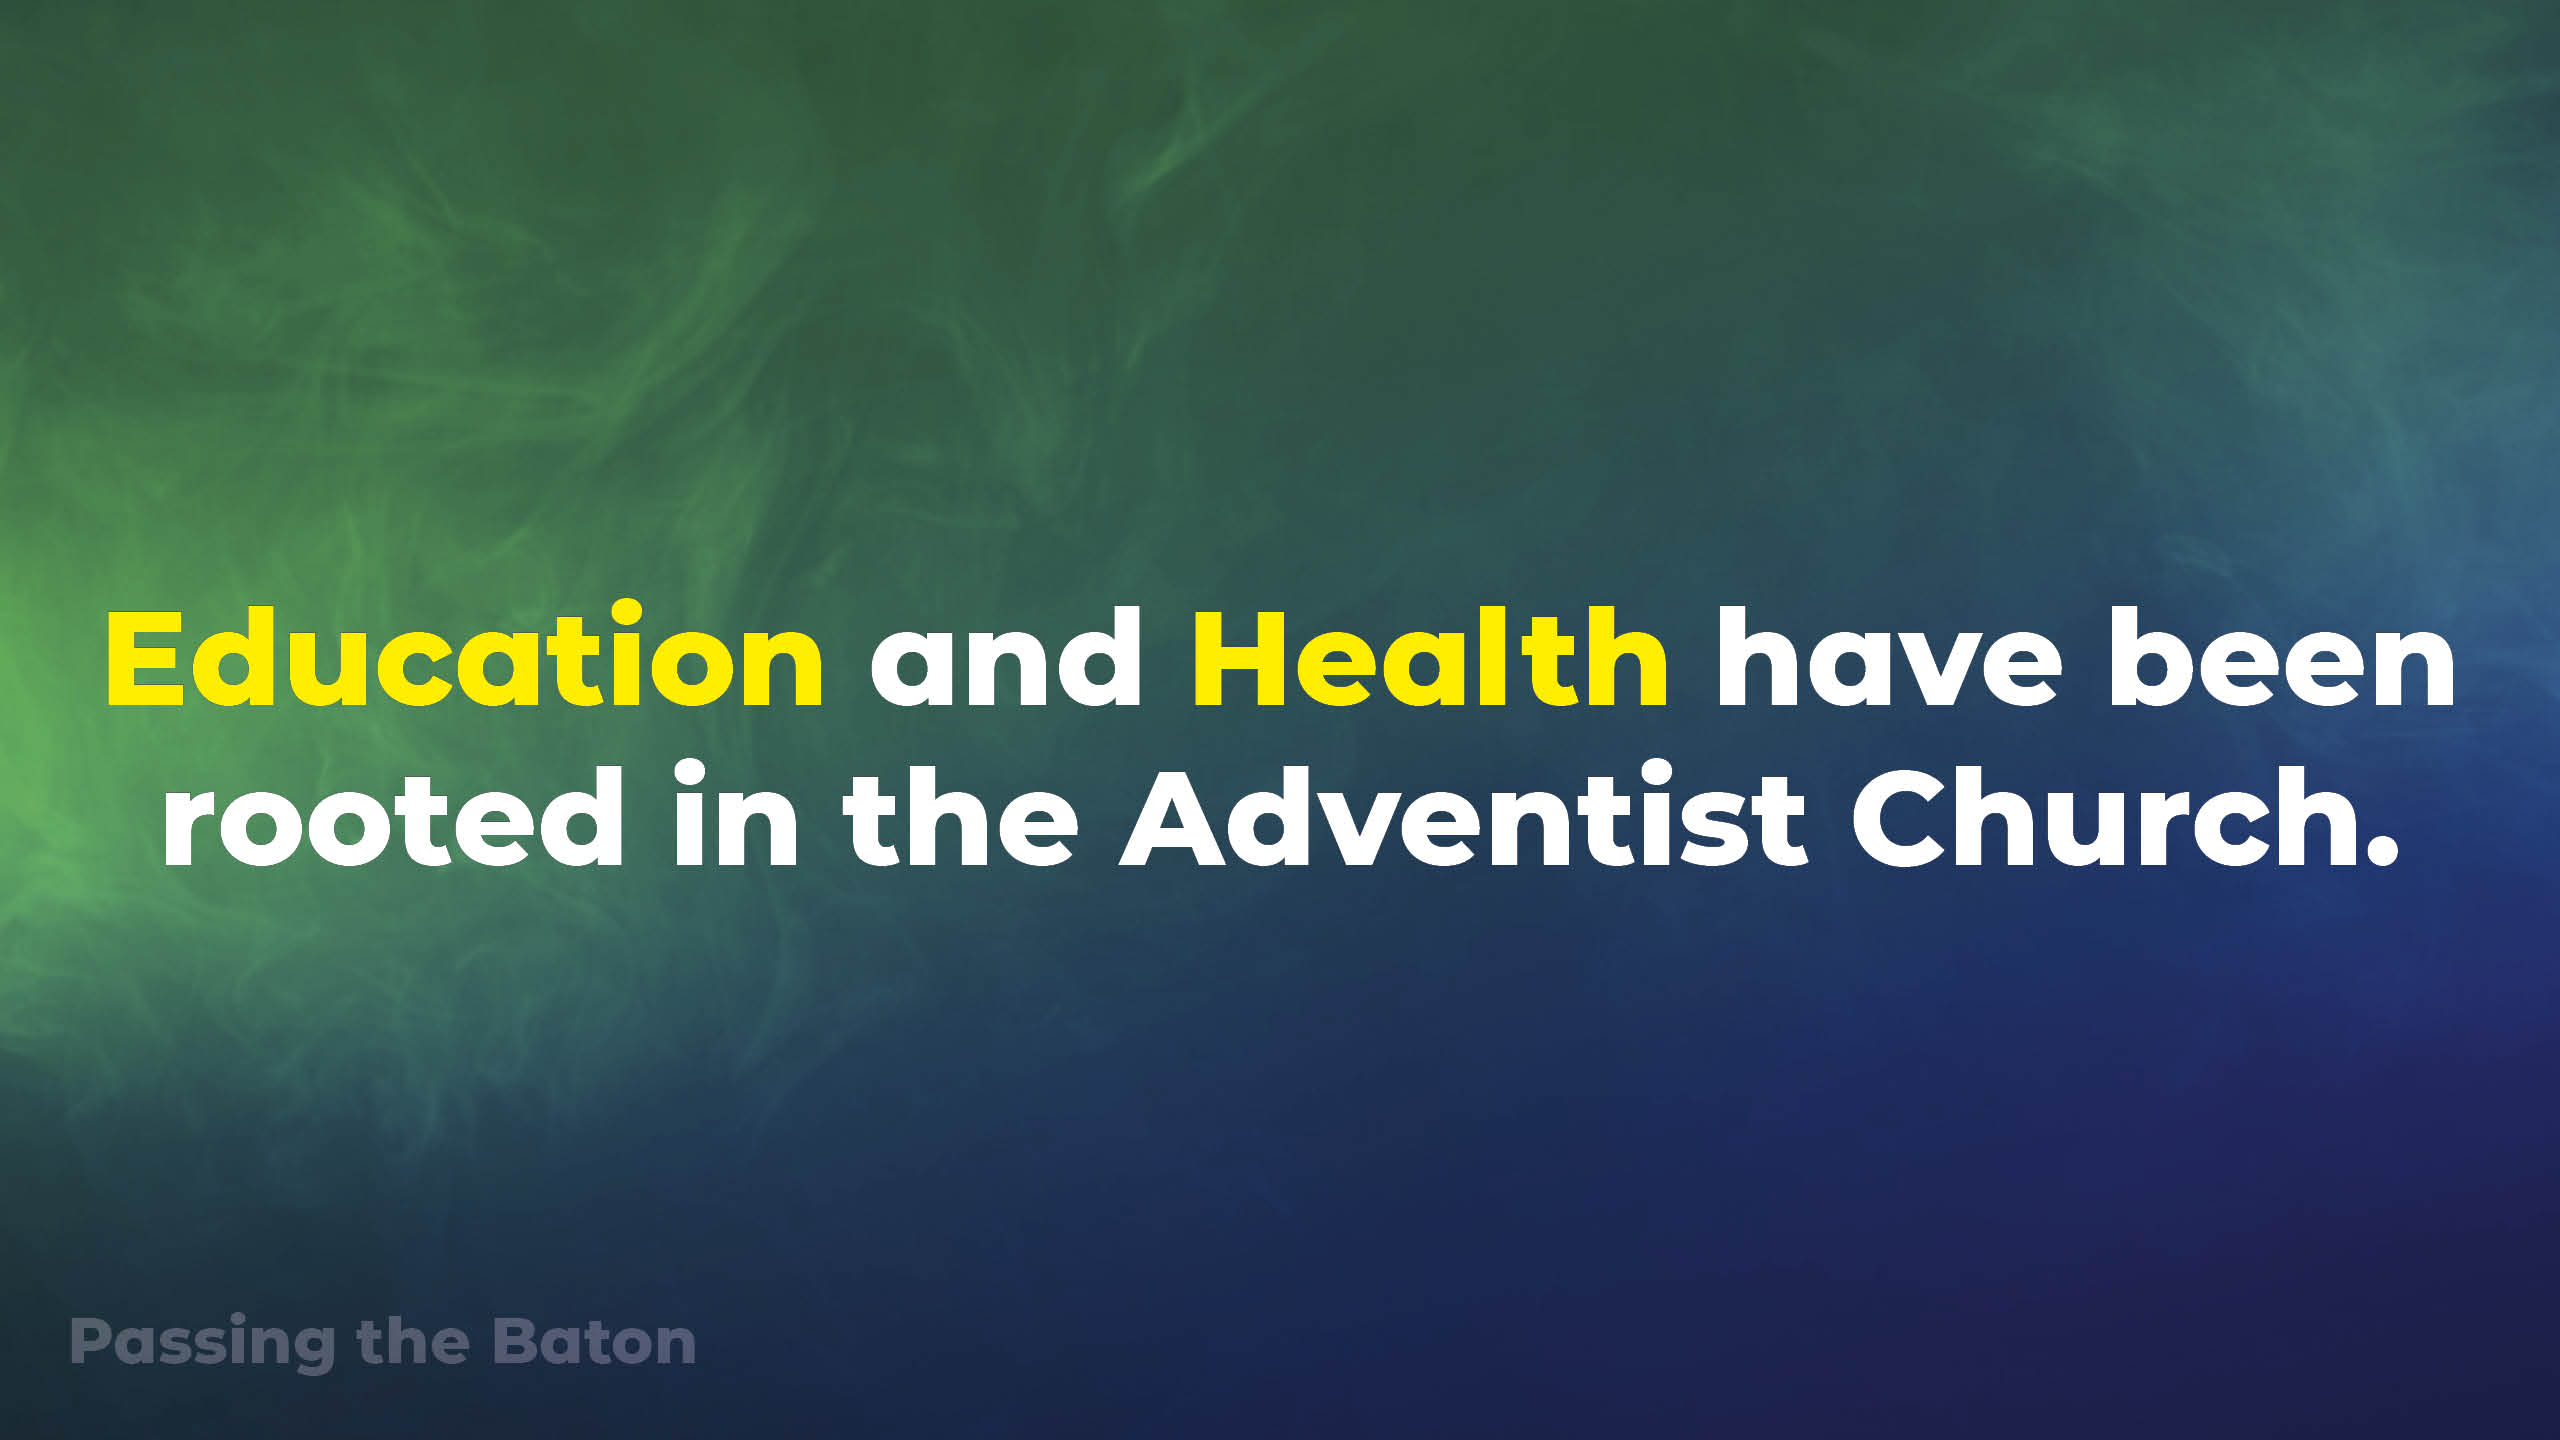 Education and Health have been
rooted in the Adventist Church.
Passing the Baton